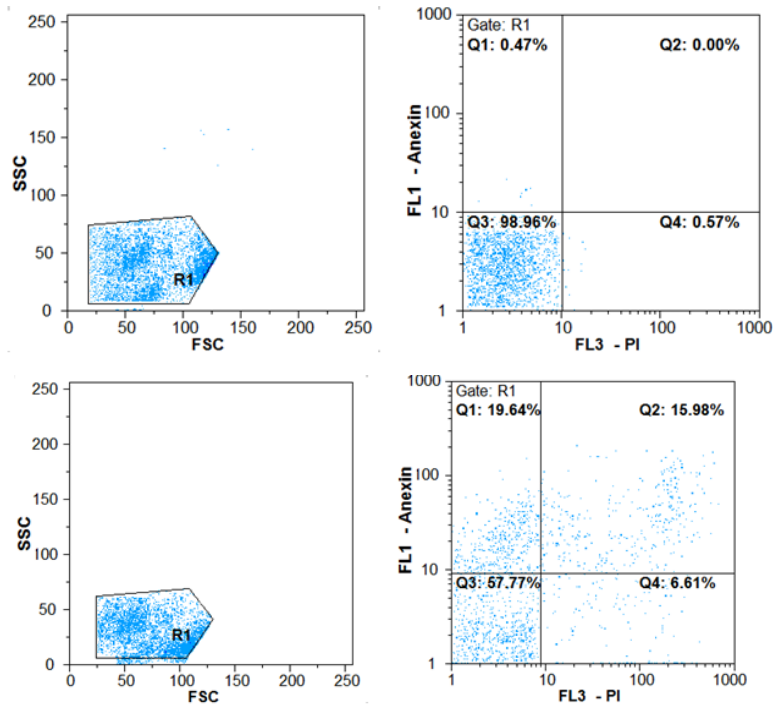 250
200
150
100
50
0
SSC
R1
0 50 100 150 200 250
FSC
1000
100
10
1
FL1 - Anexin
Gate: R1
Q1: 0.47% Q2: 0.00%
Q3: 98.96% Q4: 0.57%
1 10 100 1000
FL3 - PI
250
200
150
100
50
0
SSC
R1
0 50 100 150 200 250
FSC
1000
100
10
1
FL1 - Anexin
Gate: R1
Q1: 19.64% Q2: 15.98%
Q3: 57.77% Q4: 6.61%
1 10 100 1000
FL3 - PI